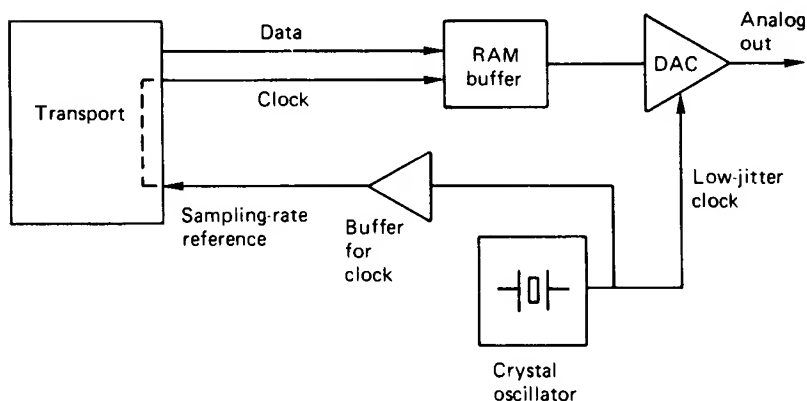 Data
Clock
Transport
RAM
buffer
DAC
Analog
out
Low-jitter
clock
Sampling-rate
reference
Buffer
for
clock
Crystal
oscillator